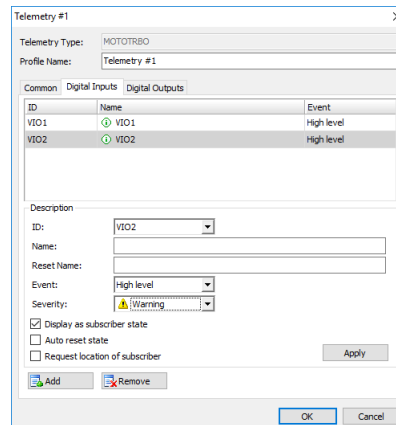 Telemetry #1
Telemetry Type: MOTOTRBO
Profile Name: Telemetry #1
Common Digital Inputs Digital Outputs
ID Name Event
VIO1 VIO1 High level
VIO2 VIO2 High level
Description
ID: VIO2
Name:
Reset Name:
Event: High level
Severity: Warning
Display as subscriber state
Auto reset state
Request location of subscriber
Apply
Add Remove
OK Cancel